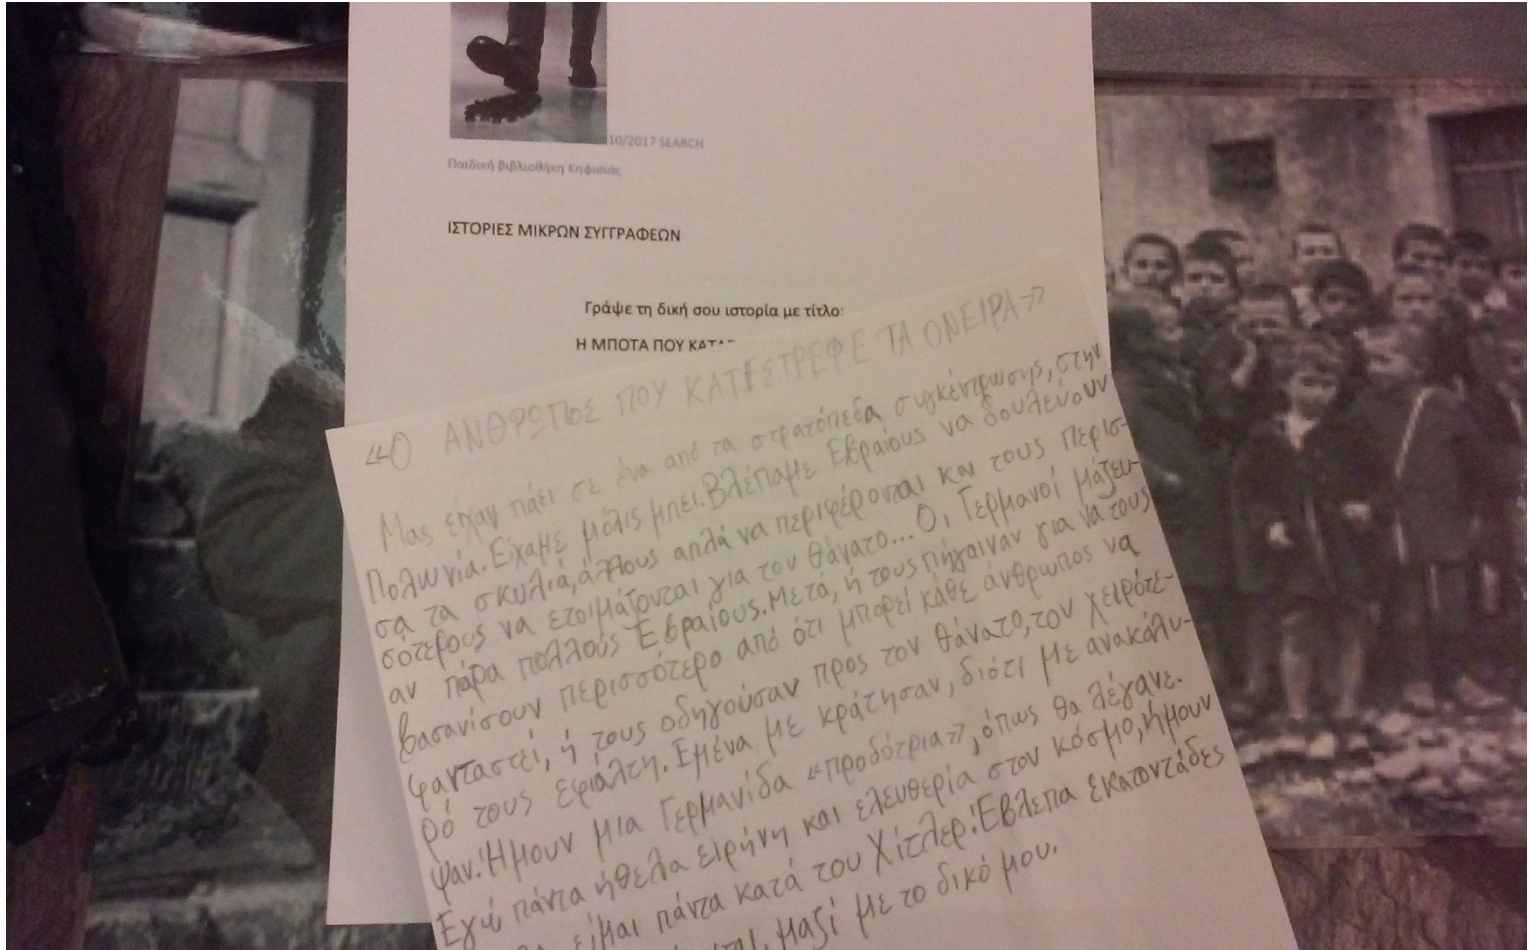 10/2017 SEARCH
Παιδική βιβλιοθήκη Κηφισιάς
ΙΣΤΟΡΙΕΣ ΜΙΚΡΩΝ ΣΥΓΓΡΑΦΕΩΝ
Γράψε τη δική σου ιστορία με τίτλο:
Η ΜΠΟΤΑ ΠΟΥ
«Ο ΑΝΘΡΩΠΟΣ ΠΟΥ ΚΑΤΕΣΤΡΕΦΕ ΤΑ ΟΝΕΙΡΑ»
Μας είχαν πάει σε ένα από τα στρατόπεδα συγκέντρωσης, στην
Πολωνία. Είχαμε μόλις μπει. Βλέπαμε Εβραίους να δουλεύουν
σα τα σκυλιά, άλλους απλά να περιφέρονται και τους περισ-
σότερους να ετοιμάζονται για τον θάνατο... Οι Γερμανοί μάζευ-
αν πάρα πολλούς Εβραίους. Μετά, ή τους πήγαιναν για να τους
βασανίσουν περισσότερο από ότι μπορεί κάθε άνθρωπος να
φανταστεί, ή τους οδηγούσαν προς τον θάνατο, τον χειρότε-
ρό τους εφιάλτη. Εμένα με κράτησαν, διότι με ανακάλυ-
ψαν. Ήμουν μια Γερμανίδα «προδότρια», όπως θα λέγανε.
Εγώ πάντα ήθελα ειρήνη και ελευθερία στον κόσμο, ήμουν
είμαι πάντα κατά του Χίτλερ! Έβλεπα εκατοντάδες
μαζί με το δικό μου.